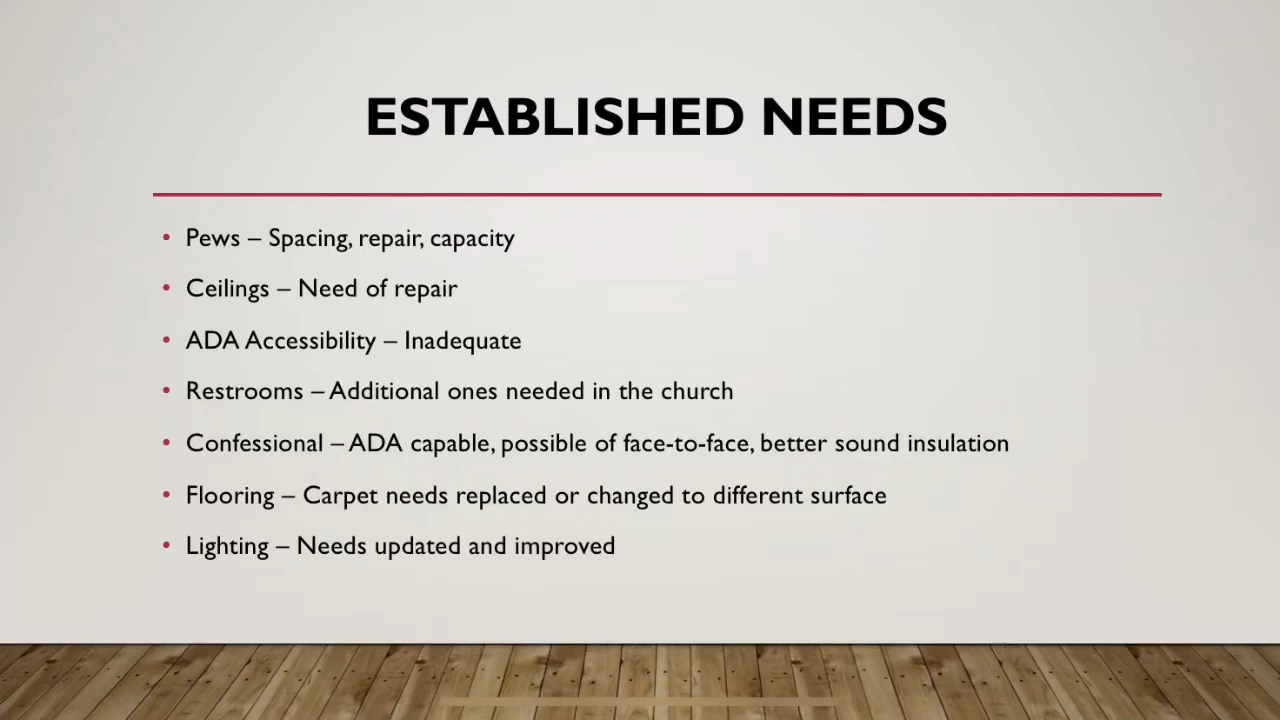 ESTABLISHED NEEDS
• Pews – Spacing, repair, capacity
• Ceilings – Need of repair
• ADA Accessibility – Inadequate
• Restrooms – Additional ones needed in the church
• Confessional – ADA capable, possible of face-to-face, better sound insulation
• Flooring – Carpet needs replaced or changed to different surface
• Lighting – Needs updated and improved